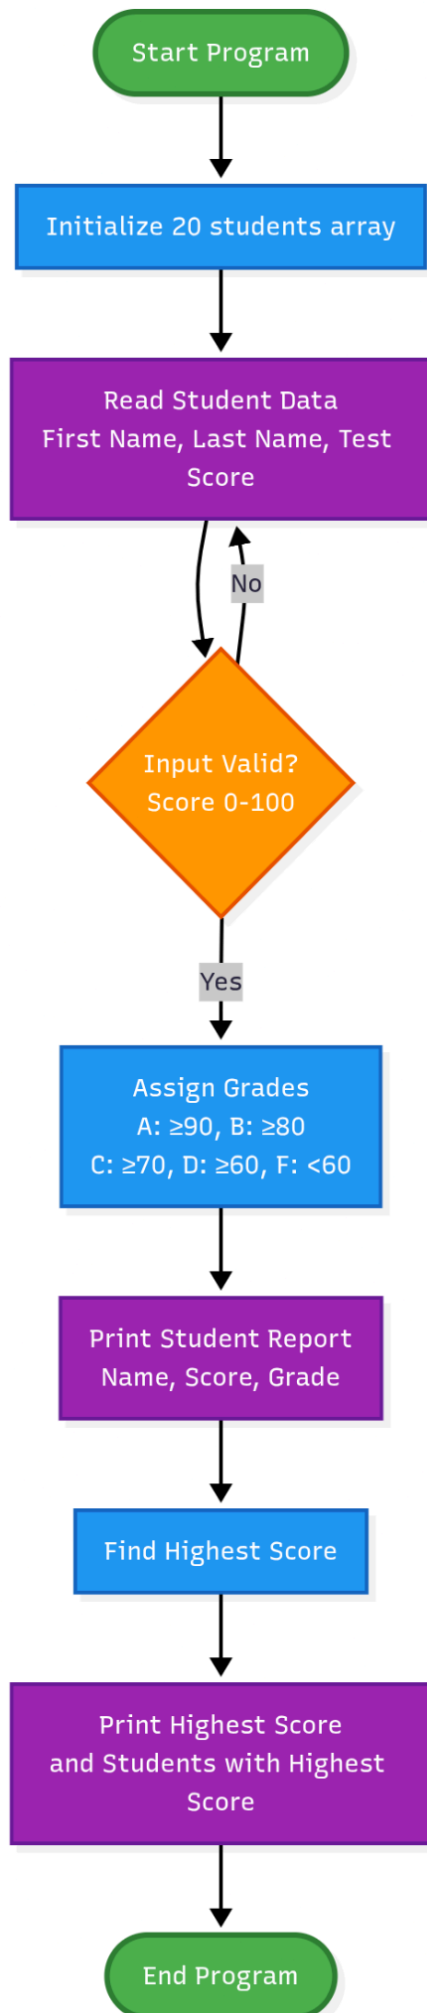 Start Program
Initialize 20 students array
Read Student Data
First Name, Last Name, Test
Score
No
Input Valid?
Score 0-100
Yes
Assign Grades
A: ≥90, B: ≥80
C: ≥70, D: ≥60, F: <60
Print Student Report
Name, Score, Grade
Find Highest Score
Print Highest Score
and Students with Highest
Score
End Program